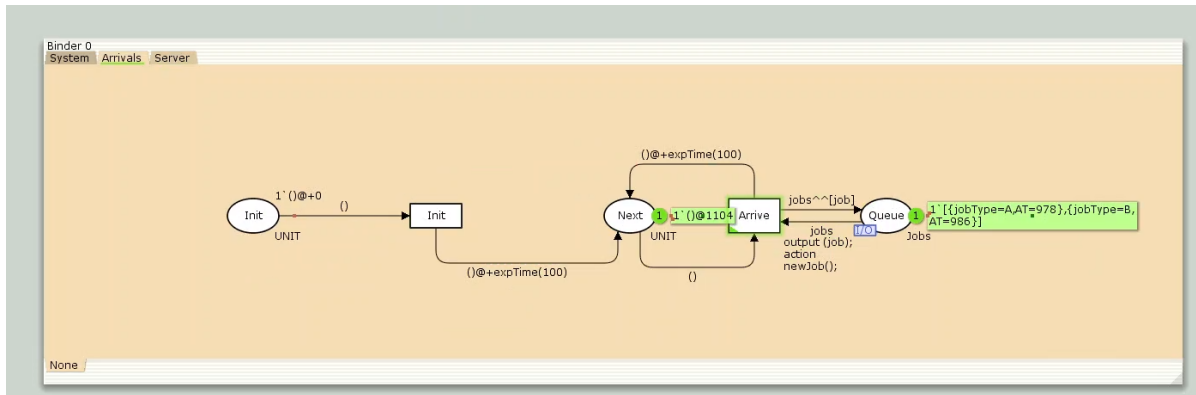 Binder 0
System Arrivals Server
()@+expTime(100)
1`()@+0
()
jobs^^[job]
Init
Init
Next
1
1`()@1104
Arrive
Queue
1
1`[{jobType=A,AT=978},{jobType=B,
AT=986}]
UNIT
UNIT
jobs
I/O
Jobs
output (job);
action
newJob();
()@+expTime(100)
()
None